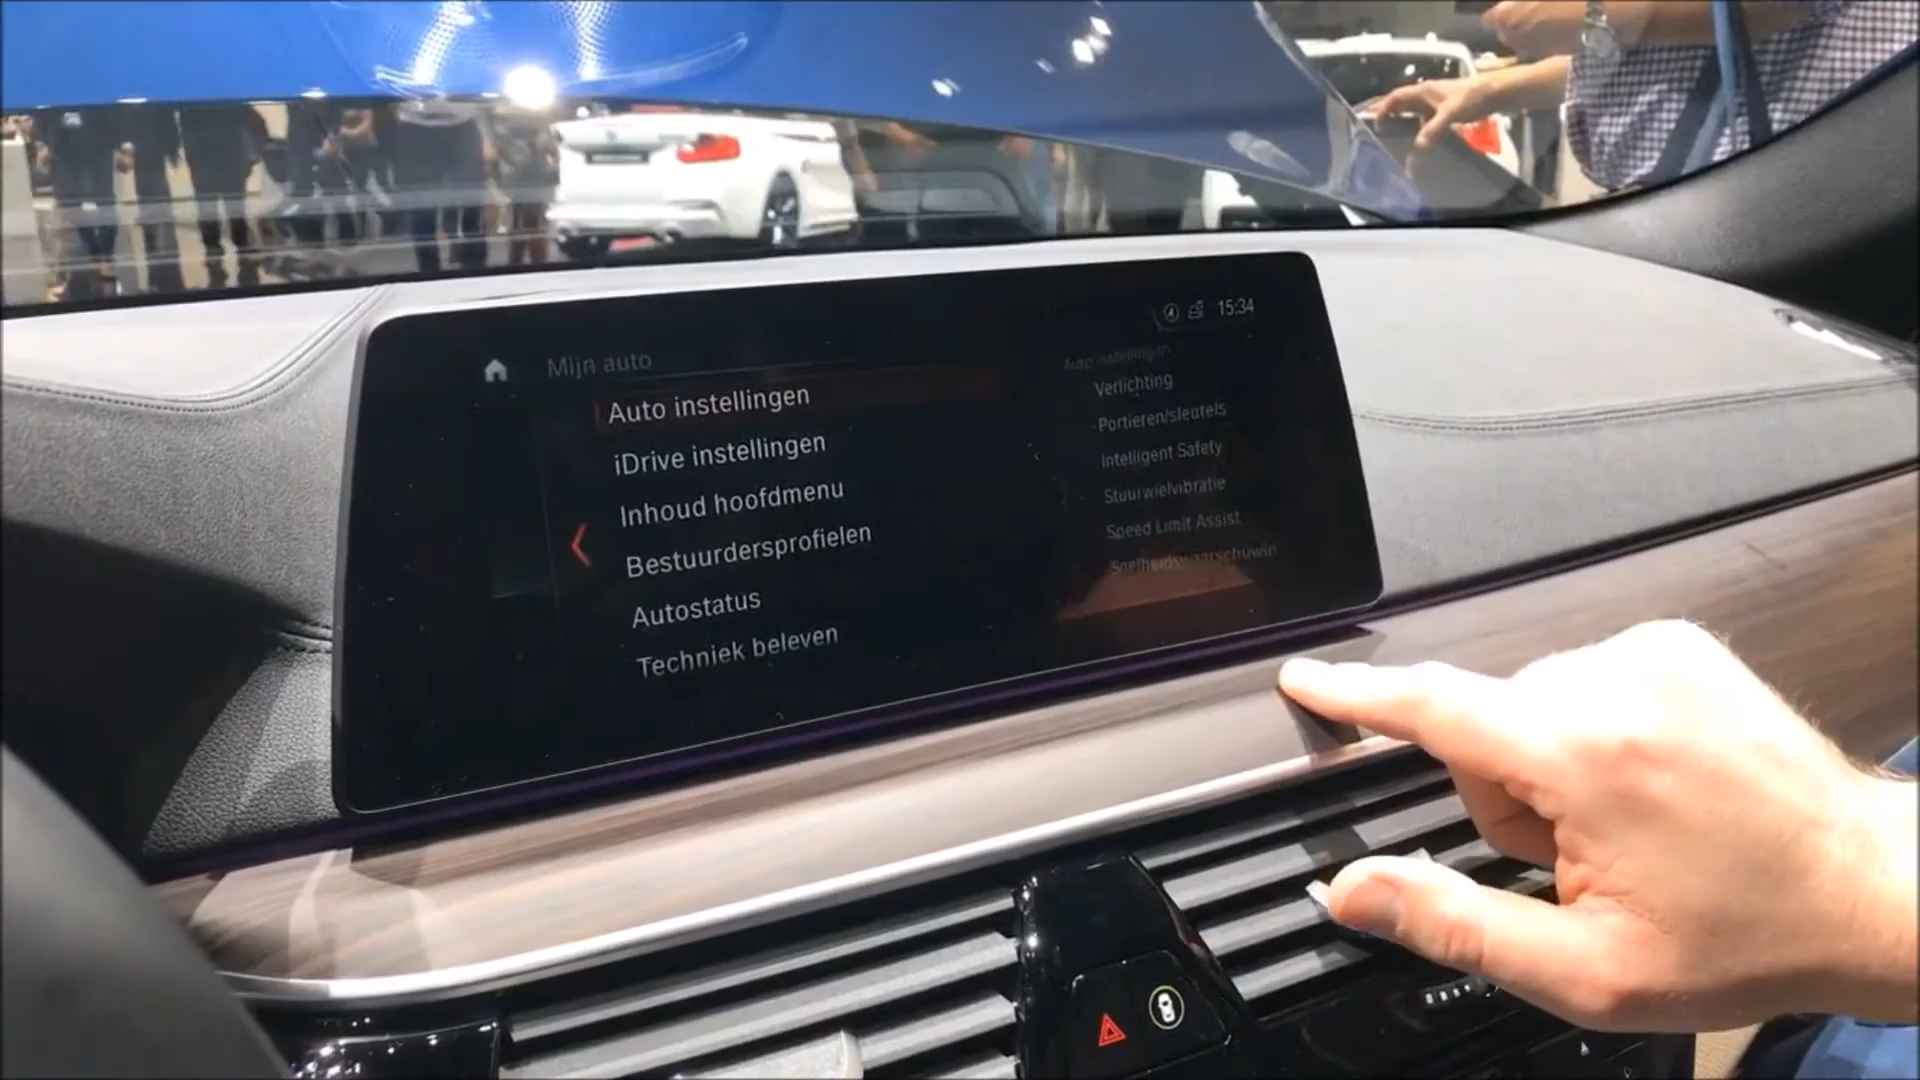 15:34
Mijn auto
Auto instellingen
iDrive instellingen
Inhoud hoofdmenu
Bestuurdersprofielen
Autostatus
Techniek beleven
Auto instellingen
Verlichting
Portieren/sleutels
Intelligent Safety
Stuurwielvibratie
Speed Limit Assist
Snelheidswaarschuwin